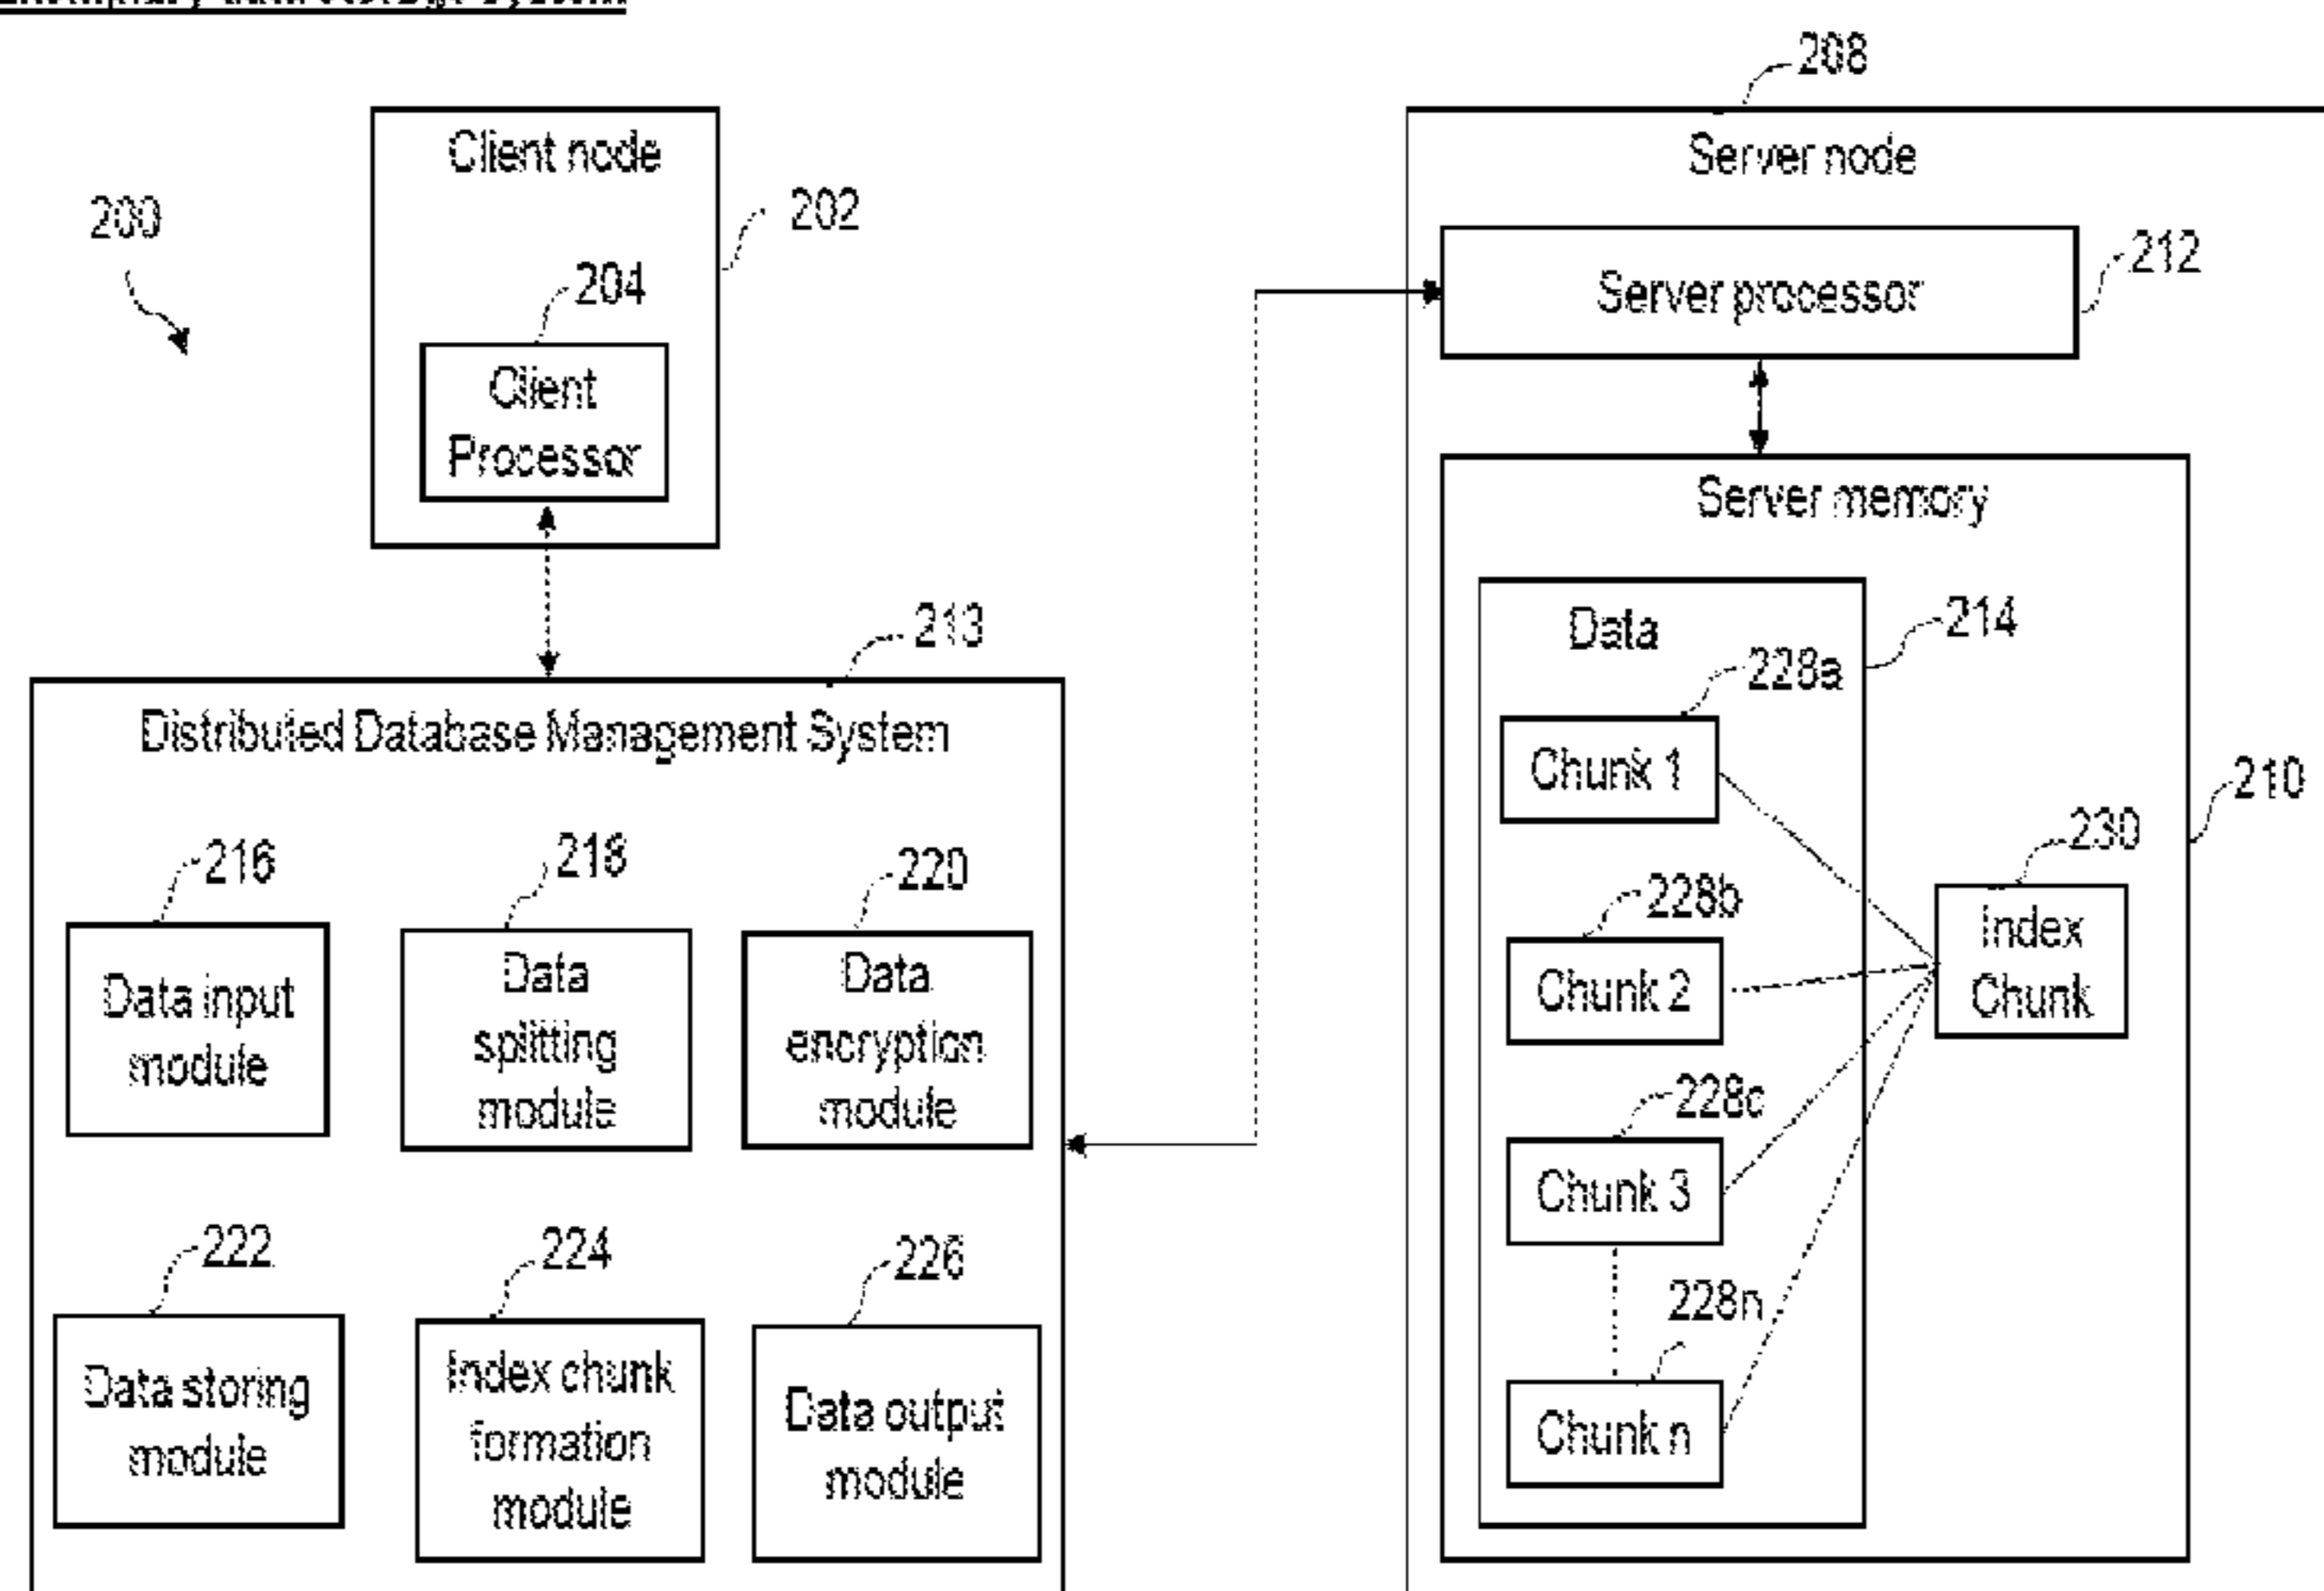 208
Client node
Server node
200
202
212
204
Server processor
Client
Processor
Server memory
213
214
Data
228a
Distributed Database Management System
Chunk 1
210
216
218
220
230
228b
Index
Chunk
Data input
module
Data
splitting
module
Data
encryption
module
Chunk 2
228c
Chunk 3
222
224
226
228n
Data storing
module
Index chunk
formation
module
Data output
module
Chunk n